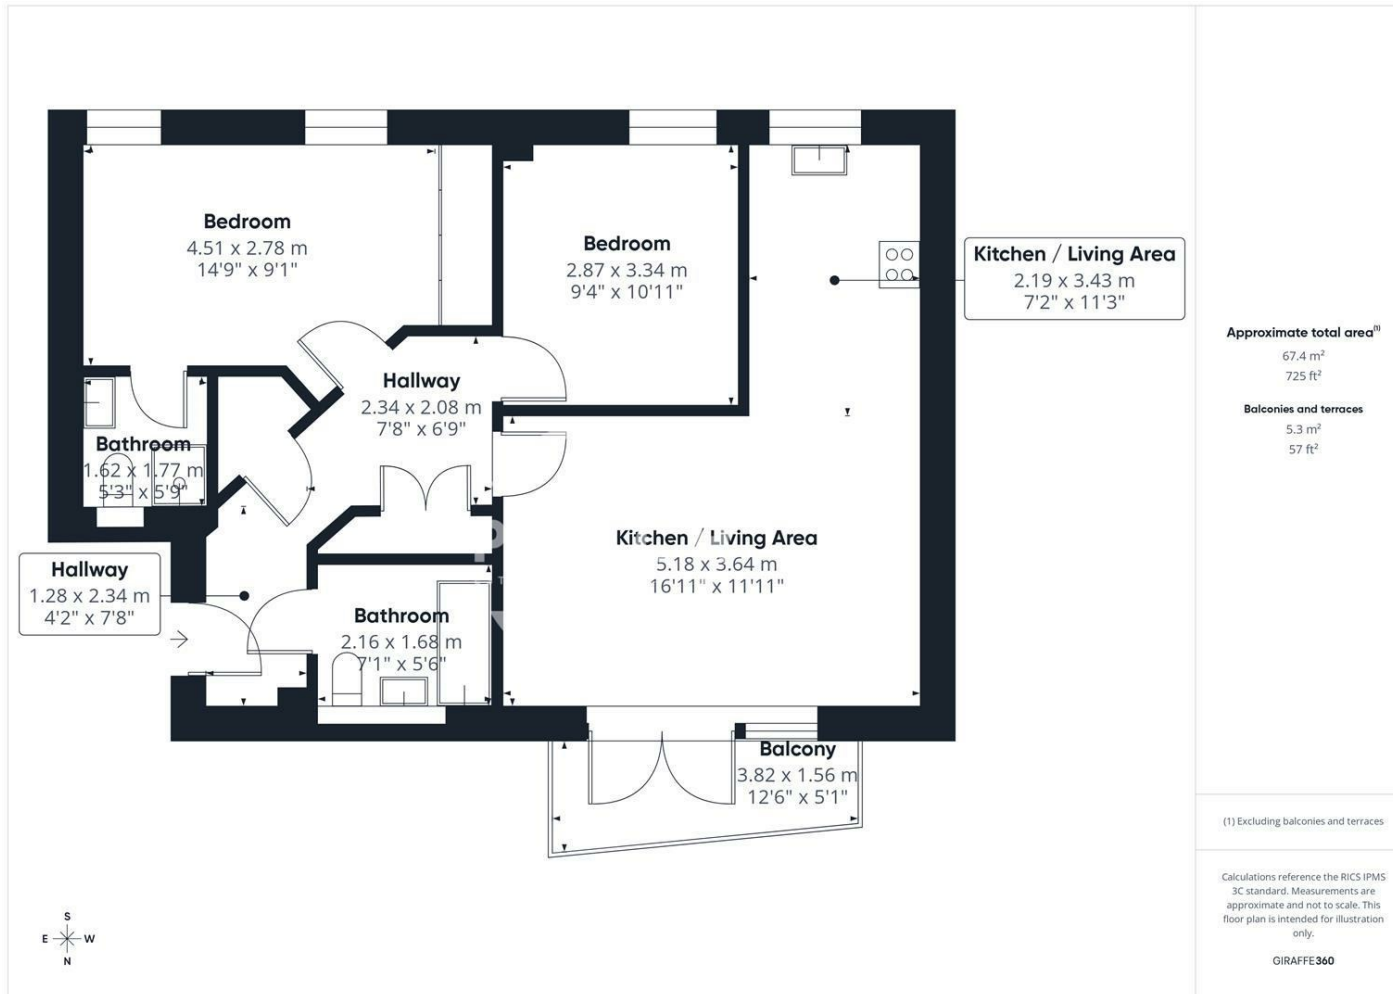 Bedroom
4.51 x 2.78 m
14'9" x 9'1"
Bedroom
2.87 x 3.34 m
9'4" x 10'11"
Kitchen / Living Area
2.19 x 3.43 m
7'2" x 11'3"
Hallway
2.34 x 2.08 m
7'8" x 6'9"
Bathroom
1.62 x 1.77 m
5'3" x 5'9"
Kitchen / Living Area
5.18 x 3.64 m
16'11" x 11'11"
Hallway
1.28 x 2.34 m
4'2" x 7'8"
Bathroom
2.16 x 1.68 m
7'1" x 5'6"
Balcony
3.82 x 1.56 m
12'6" x 5'1"
S
E W
N
Approximate total area(1)
67.4 m²
725 ft²
Balconies and terraces
5.3 m²
57 ft²
(1) Excluding balconies and terraces
Calculations reference the RICS IPMS
3C standard. Measurements are
approximate and not to scale. This
floor plan is intended for illustration
only.
GIRAFFE360